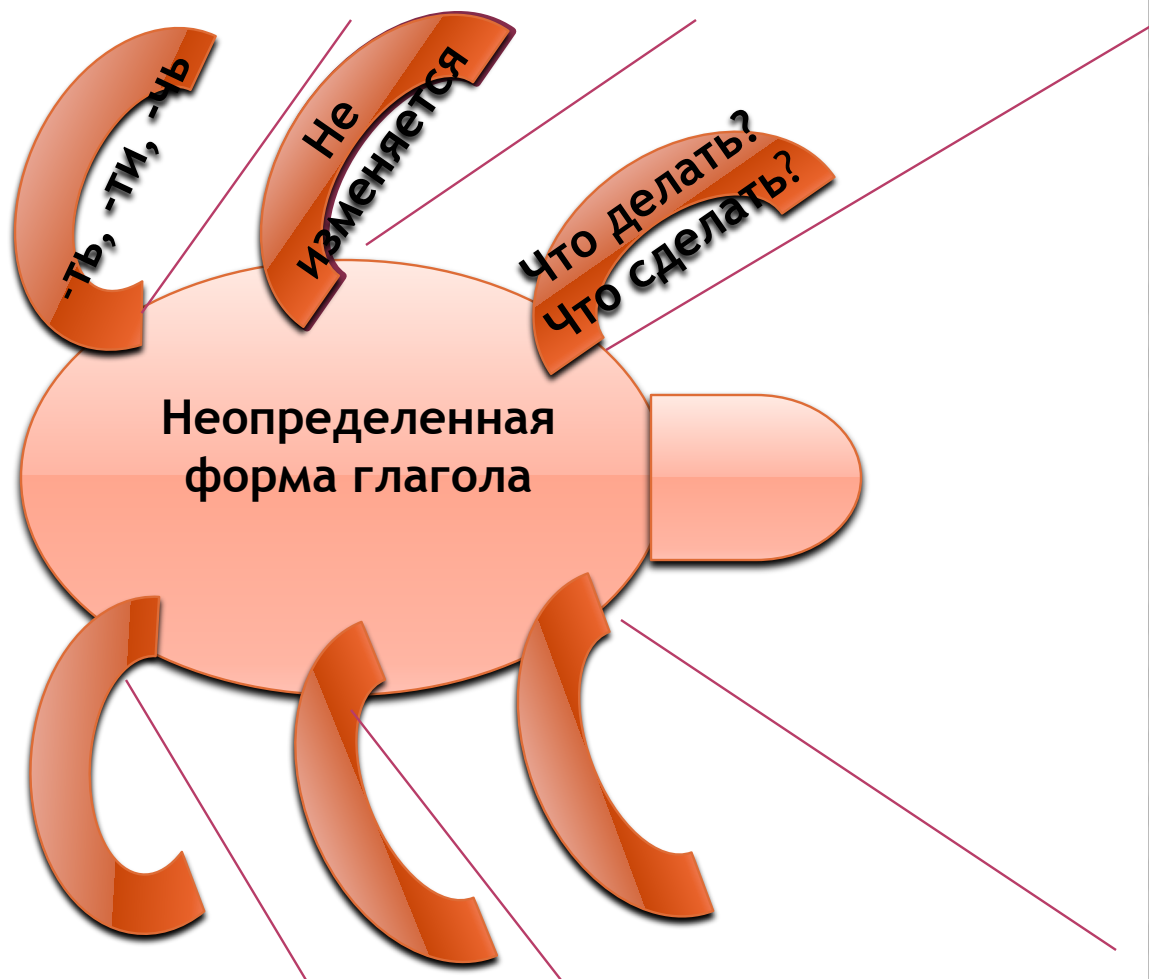 -ть, -ти, -чь
Не
изменяется
Что делать?
Что сделать?
Неопределенная
форма глагола